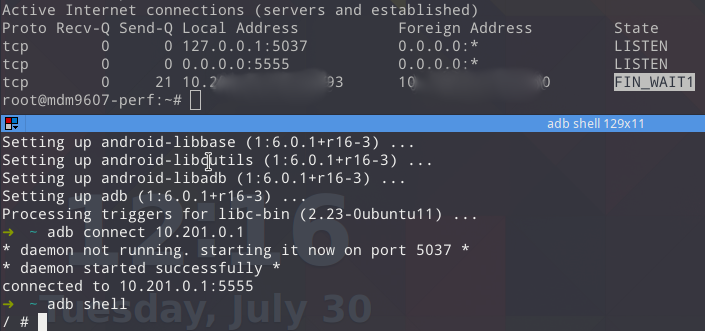 Active Internet connections (servers and established)
Proto Recv-Q Send-Q Local Address Foreign Address State
tcp 0 0 127.0.0.1:5037 0.0.0.0:* LISTEN
tcp 0 0 0.0.0.0:5555 0.0.0.0:* LISTEN
tcp 0 21 10.2 93 10 0 FIN_WAIT1
root@mdm9607-perf:~#
adb shell 129x11
Setting up android-libbase (1:6.0.1+r16-3) ...
Setting up android-libcutils (1:6.0.1+r16-3) ...
Setting up android-libadb (1:6.0.1+r16-3) ...
Setting up adb (1:6.0.1+r16-3) ...
Processing triggers for libc-bin (2.23-0ubuntu11) ...
➜ ~ adb connect 10.201.0.1
* daemon not running. starting it now on port 5037 *
* daemon started successfully *
connected to 10.201.0.1:5555
➜ ~ adb shell
/ #
12:16
Tuesday, July 30